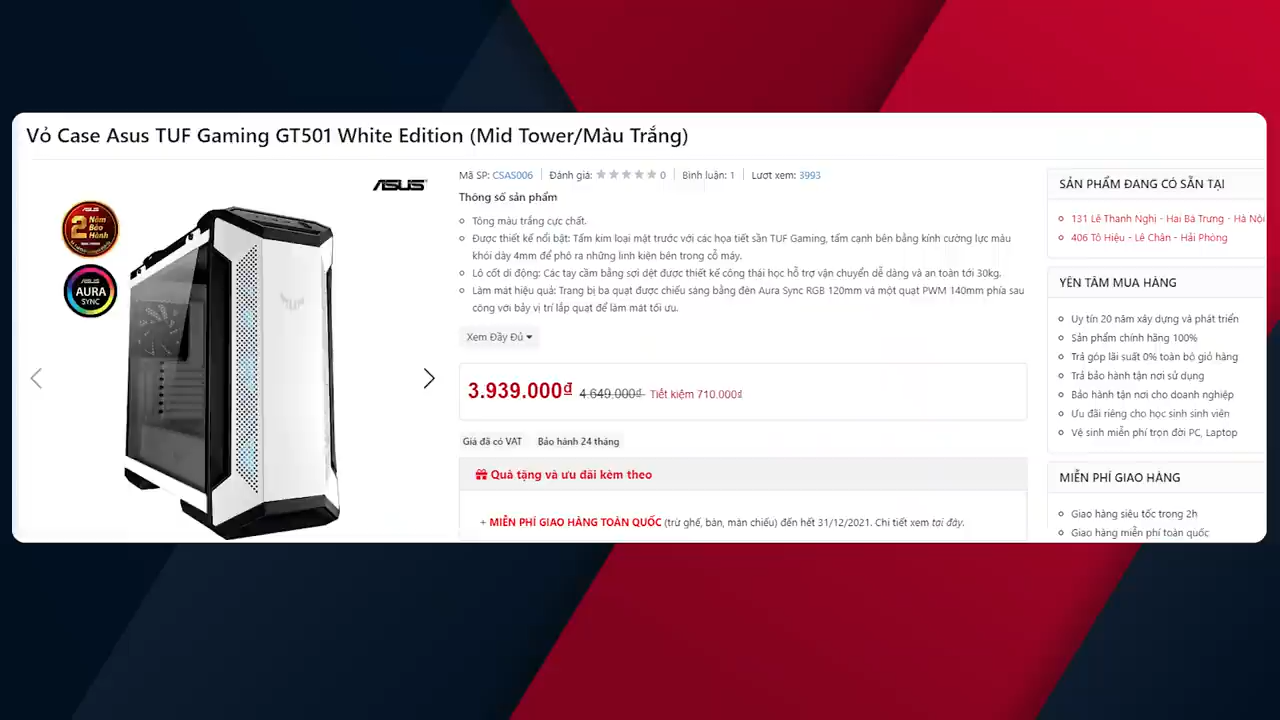 Vỏ Case Asus TUF Gaming GT501 White Edition (Mid Tower/Màu Trắng)
ASUS
ASUS
2 Năm
Bảo
Hành
ASUS
AURA
SYNC
TUF
Mã SP: CSAS006 | Đánh giá: 0 | Bình luận: 1 | Lượt xem: 3993
Thông số sản phẩm
Tông màu trắng cực chất.
Được thiết kế nổi bật: Tấm kim loại mặt trước với các họa tiết sần TUF Gaming, tấm cạnh bên bằng kính cường lực màu
khói dày 4mm để phô ra những linh kiện bên trong cỗ máy.
Lô cốt di động: Các tay cầm bằng sợi dệt được thiết kế công thái học hỗ trợ vận chuyển dễ dàng và an toàn tới 30kg.
Làm mát hiệu quả: Trang bị ba quạt được chiếu sáng bằng đèn Aura Sync RGB 120mm và một quạt PWM 140mm phía sau
cộng với bảy vị trí lắp quạt để làm mát tối ưu.
Xem Đầy Đủ
3.939.000đ 4.649.000đ Tiết kiệm 710.000đ
Giá đã có VAT Bảo hành 24 tháng
Quà tặng và ưu đãi kèm theo
+ MIỄN PHÍ GIAO HÀNG TOÀN QUỐC (trừ ghế, bàn, màn chiếu) đến hết 31/12/2021. Chi tiết xem tại đây.
SẢN PHẨM ĐANG CÓ SẴN TẠI
131 Lê Thanh Nghị - Hai Bà Trưng - Hà Nội
406 Tô Hiệu - Lê Chân - Hải Phòng
YÊN TÂM MUA HÀNG
Uy tín 20 năm xây dựng và phát triển
Sản phẩm chính hãng 100%
Trả góp lãi suất 0% toàn bộ giỏ hàng
Trả bảo hành tận nơi sử dụng
Bảo hành tận nơi cho doanh nghiệp
Ưu đãi riêng cho học sinh sinh viên
Vệ sinh miễn phí trọn đời PC, Laptop
MIỄN PHÍ GIAO HÀNG
Giao hàng siêu tốc trong 2h
Giao hàng miễn phí toàn quốc